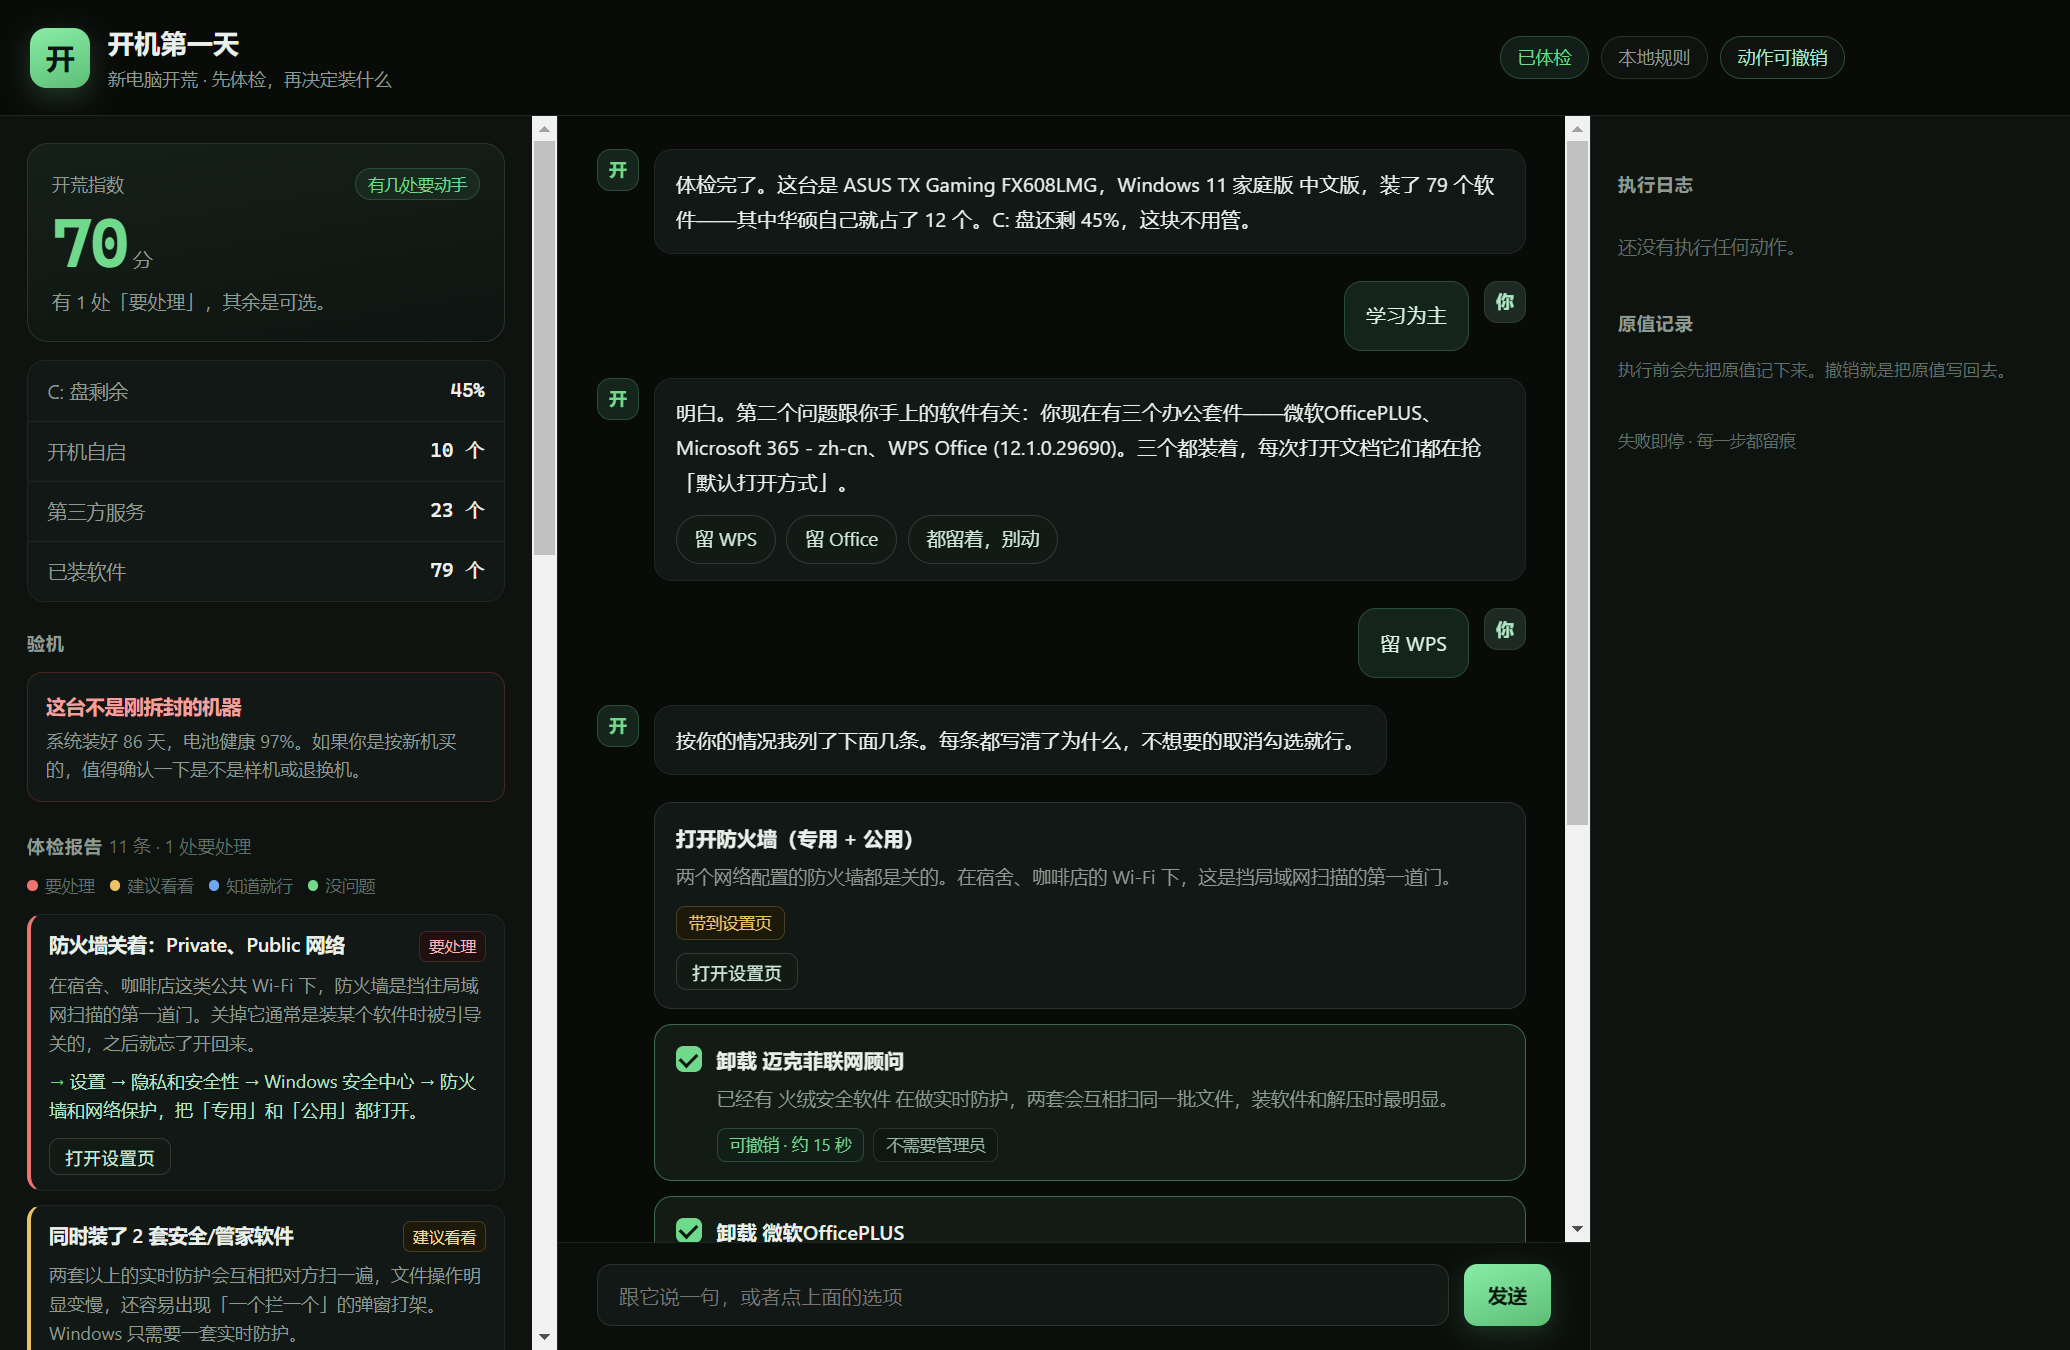 开
开机第一天
新电脑开荒 · 先体检，再决定装什么
已体检
本地规则
动作可撤销
开荒指数
有几处要动手
70 分
有 1 处「要处理」，其余是可选。
C: 盘剩余
45%
开机自启
10 个
第三方服务
23 个
已装软件
79 个
验机
这台不是刚拆封的机器
系统装好 86 天，电池健康 97%。如果你是按新机买
的，值得确认一下是不是样机或退换机。
体检报告 11 条 · 1 处要处理
要处理 建议看看 知道就行 没问题
防火墙关着：Private、Public 网络
要处理
在宿舍、咖啡店这类公共 Wi-Fi 下，防火墙是挡住局域
网扫描的第一道门。关掉它通常是装某个软件时被引导
关的，之后就忘了开回来。
→ 设置 → 隐私和安全性 → Windows 安全中心 → 防火
墙和网络保护，把「专用」和「公用」都打开。
打开设置页
同时装了 2 套安全/管家软件
建议看看
两套以上的实时防护会互相把对方扫一遍，文件操作明
显变慢，还容易出现「一个拦一个」的弹窗打架。
Windows 只需要一套实时防护。
开
体检完了。这台是 ASUS TX Gaming FX608LMG，Windows 11 家庭版 中文版，装了 79 个软
件——其中华硕自己就占了 12 个。C: 盘还剩 45%，这块不用管。
学习为主
你
开
明白。第二个问题跟你手上的软件有关：你现在有三个办公套件——微软OfficePLUS、
Microsoft 365 - zh-cn、WPS Office (12.1.0.29690)。三个都装着，每次打开文档它们都在抢
「默认打开方式」。
留 WPS
留 Office
都留着，别动
留 WPS
你
开
按你的情况我列了下面几条。每条都写清了为什么，不想要的取消勾选就行。
打开防火墙（专用 + 公用）
两个网络配置的防火墙都是关的。在宿舍、咖啡店的 Wi-Fi 下，这是挡局域网扫描的第一道门。
带到设置页
打开设置页
卸载 迈克菲联网顾问
已经有 火绒安全软件 在做实时防护，两套会互相扫同一批文件，装软件和解压时最明显。
可撤销 · 约 15 秒
不需要管理员
卸载 微软OfficePLUS
跟它说一句，或者点上面的选项
发送
执行日志
还没有执行任何动作。
原值记录
执行前会先把原值记下来。撤销就是把原值写回去。
失败即停 · 每一步都留痕